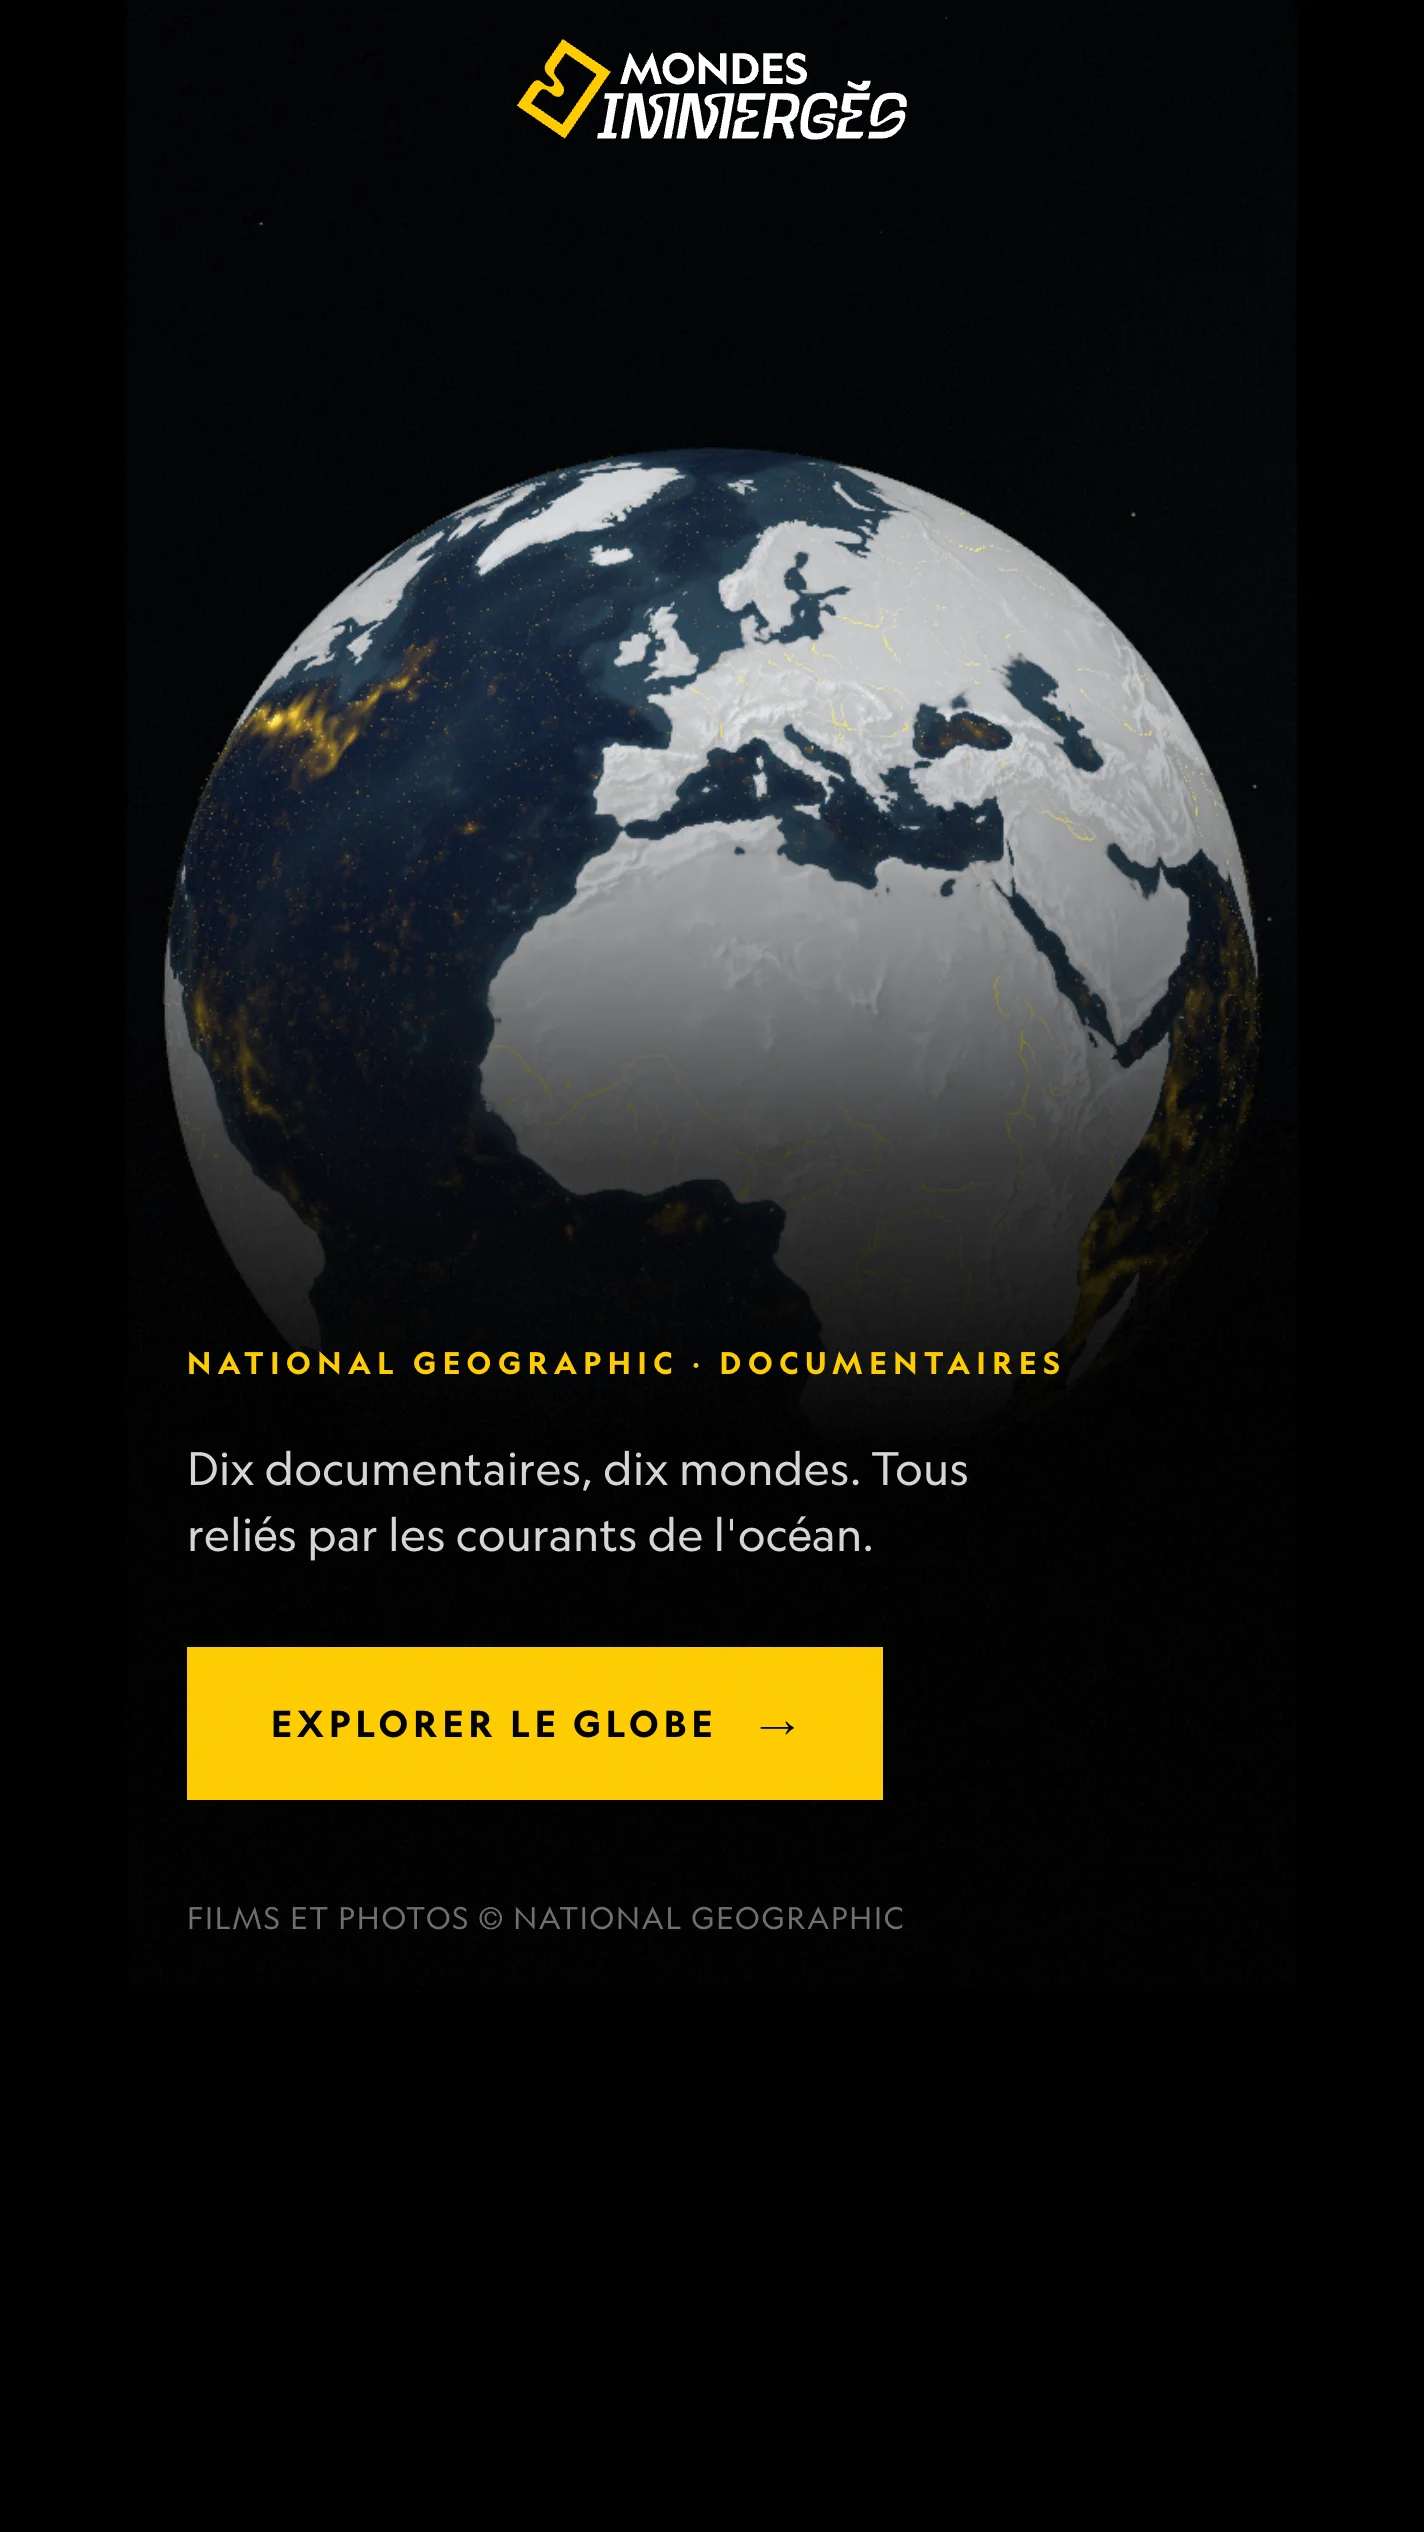 MONDES
IMMERGÉS
NATIONAL GEOGRAPHIC · DOCUMENTAIRES
Dix documentaires, dix mondes. Tous
reliés par les courants de l'océan.
EXPLORER LE GLOBE →
FILMS ET PHOTOS © NATIONAL GEOGRAPHIC